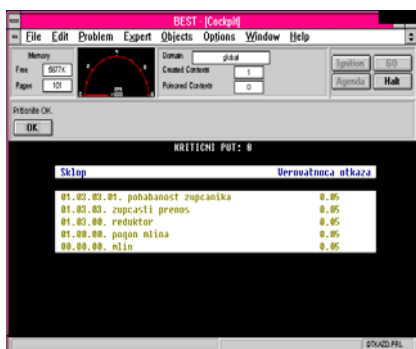 BEST - [Cockpit]
File Edit Problem Expert Objects Options Window Help
Memory
Free 5877K
Pages 101
Domain global
Created Contexts 1
Poisoned Contexts 0
Ignition GO
Agenda Halt
Pritisnite OK.
OK
KRITICNI PUT: 8
Sklop Verovatnoca otkaza
01.03.03.01. pohabanost zupcanika 0.05
01.03.03. zupcasti prenos 0.05
01.03.00. reduktor 0.05
01.00.00. pogon mlina 0.05
00.00.00. mlin 0.05